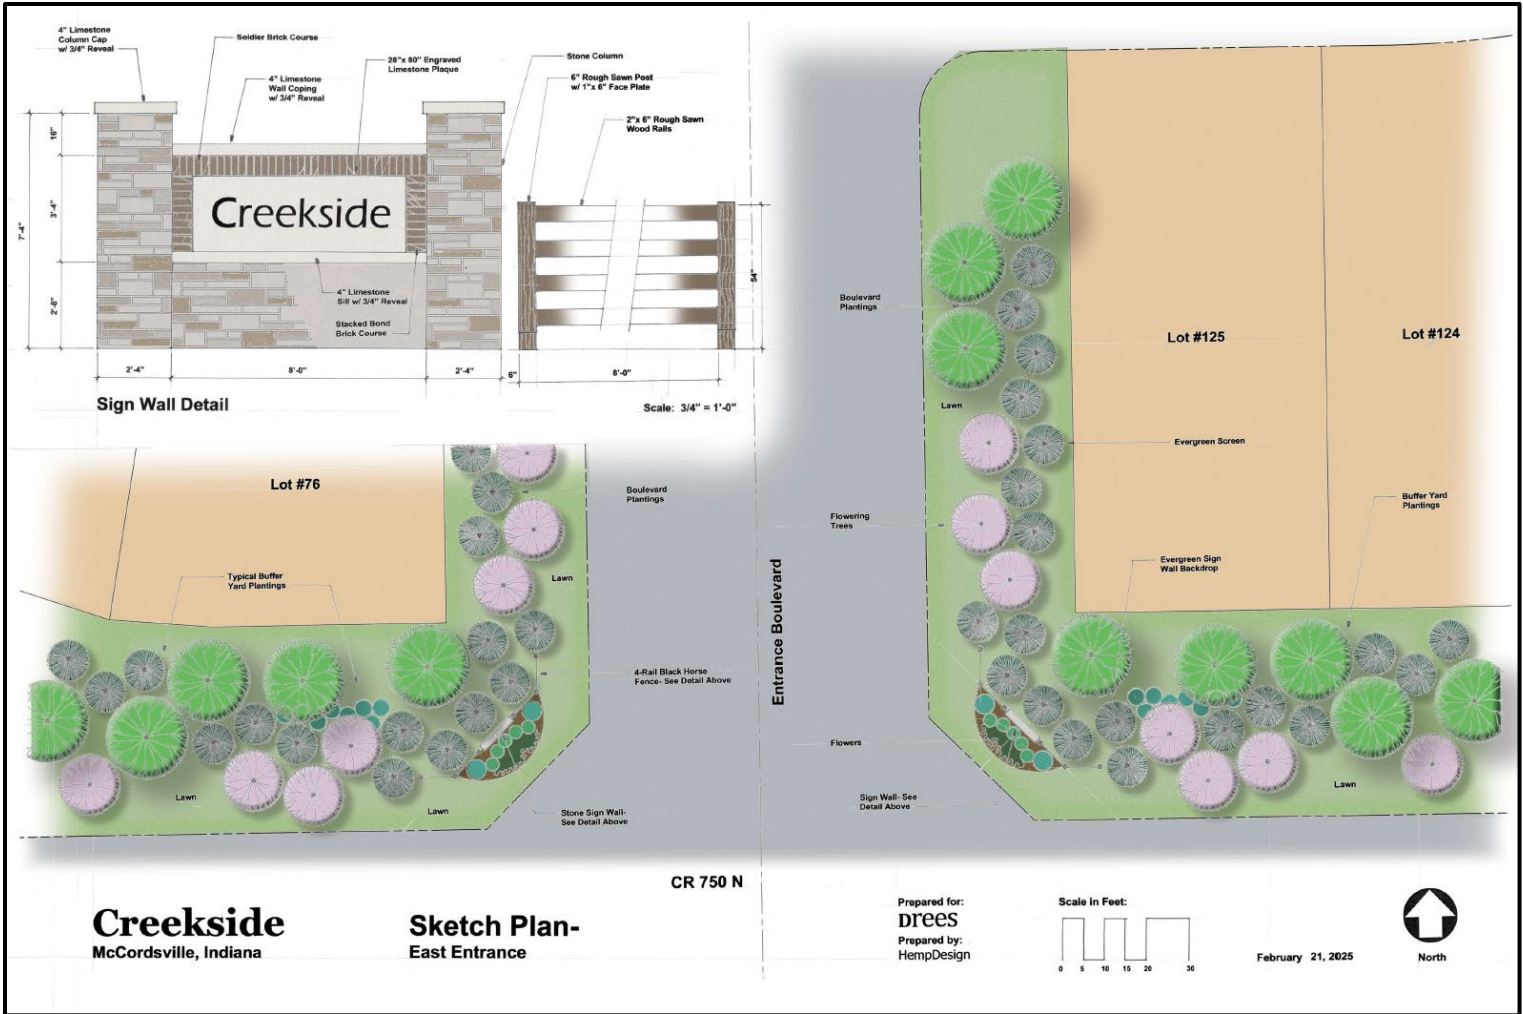 4" Limestone
Column Cap
w/ 3/4" Reveal
Soldier Brick Course
28"x 80" Engraved
Limestone Plaque
4" Limestone
Wall Coping
w/ 3/4" Reveal
Stone Column
6" Rough Sawn Post
w/ 1"x 6" Face Plate
2"x 6" Rough Sawn
Wood Rails
16"
3'-4"
7'-4"
2'-8"
Creekside
4" Limestone
Sill w/ 3/4" Reveal
Stacked Bond
Brick Course
54"
2'-4"
8'-0"
2'-4"
6"
8'-0"
Sign Wall Detail
Scale: 3/4" = 1'-0"
Boulevard
Plantings
Lot #125
Lot #124
Lawn
Evergreen Screen
Lot #76
Boulevard
Plantings
Buffer Yard
Plantings
Flowering
Trees
Evergreen Sign
Wall Backdrop
Typical Buffer
Yard Plantings
Lawn
Entrance Boulevard
4-Rail Black Horse
Fence- See Detail Above
Flowers
Lawn
Lawn
Stone Sign Wall-
See Detail Above
Sign Wall- See
Detail Above
Lawn
CR 750 N
Creekside
McCordsville, Indiana
Sketch Plan-
East Entrance
Prepared for:
Drees
Prepared by:
HempDesign
Scale in Feet:
0 5 10 15 20 30
February 21, 2025
North